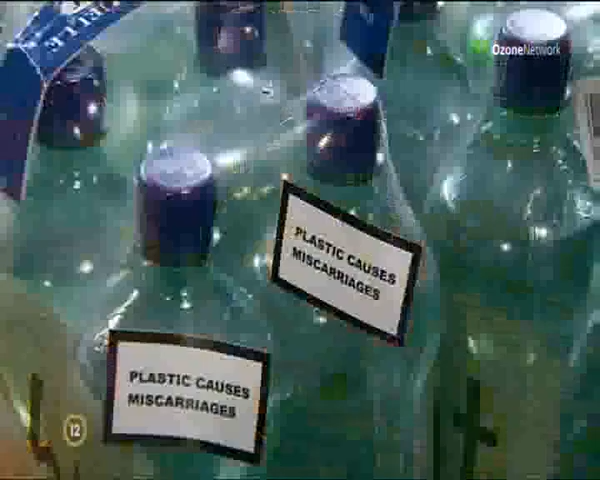 OzoneNetwork
PLASTIC CAUSES
MISCARRIAGES
PLASTIC CAUSES
MISCARRIAGES
12